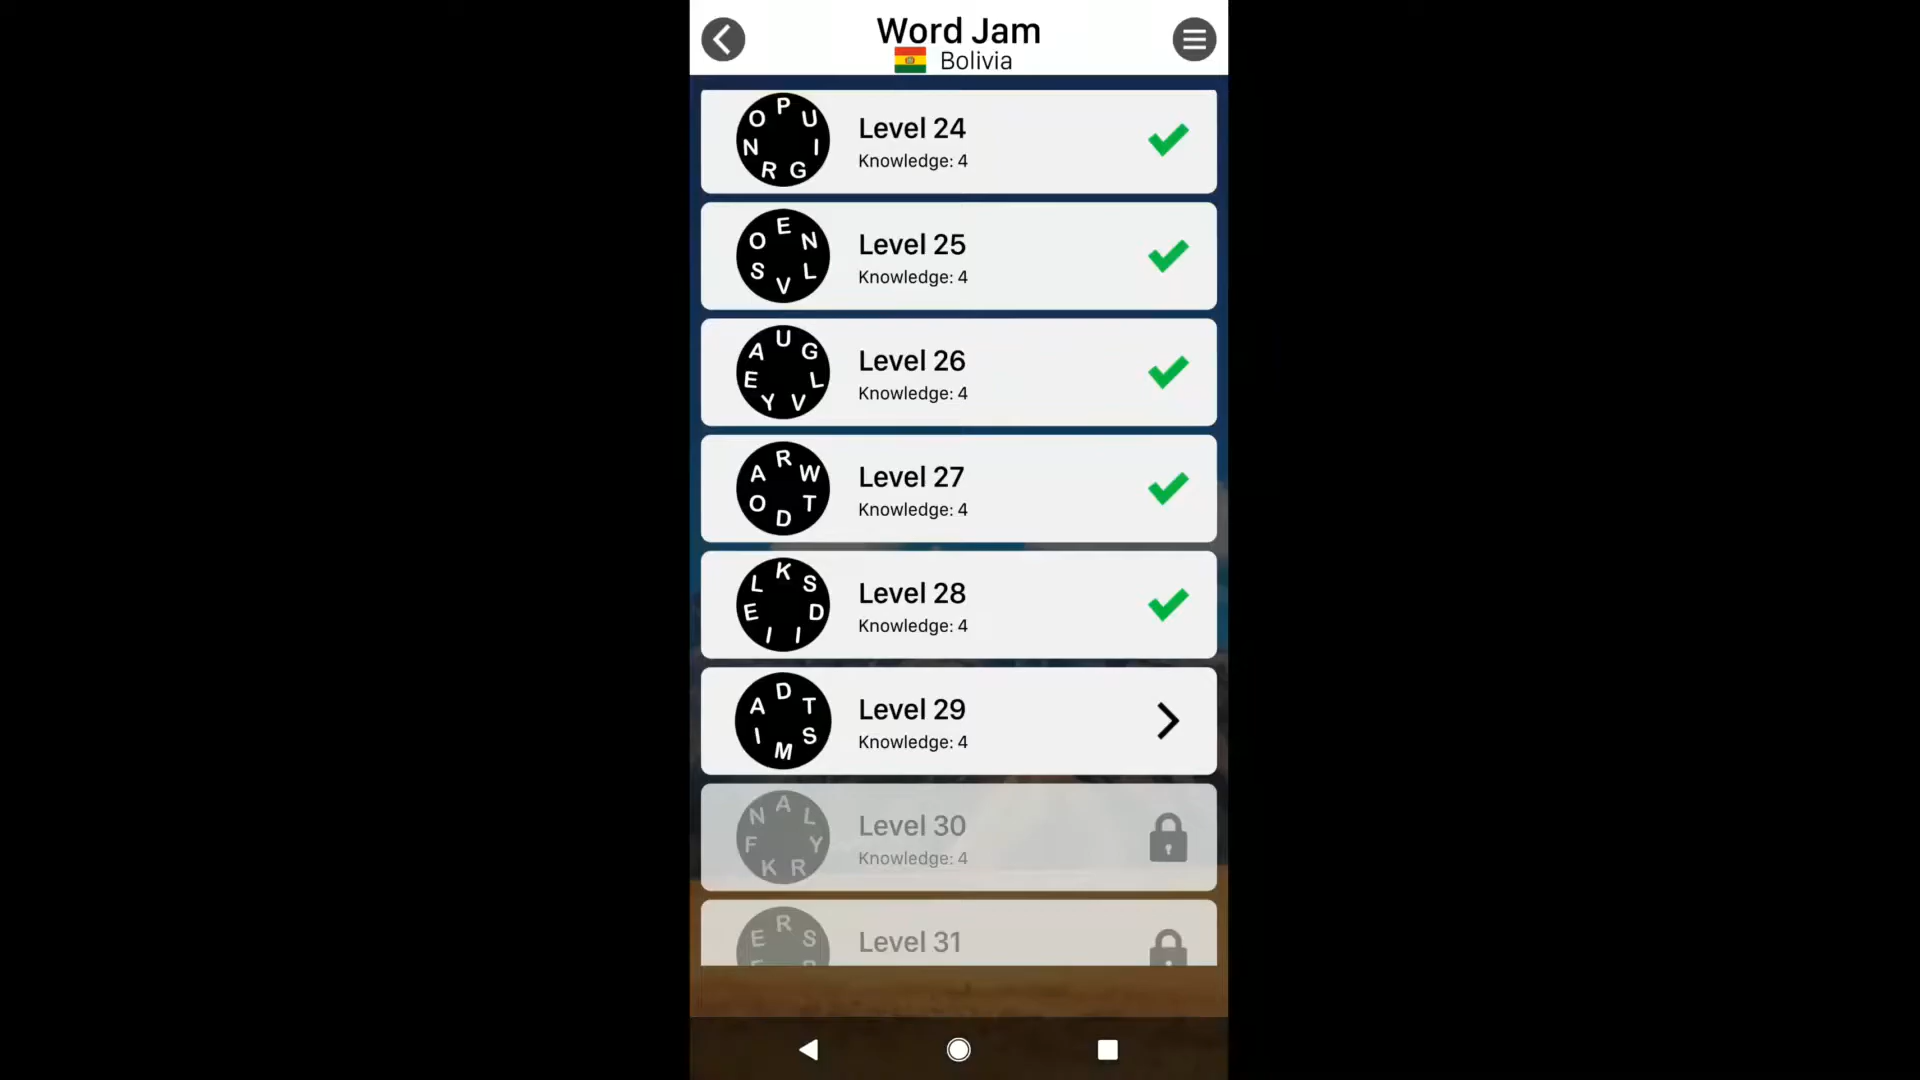 Word Jam
Bolivia
O P U
N I
R G
Level 24
Knowledge: 4
O E N
S V L
Level 25
Knowledge: 4
A U G
E L
Y V
Level 26
Knowledge: 4
A R W
O D T
Level 27
Knowledge: 4
L K S
E D
I I
Level 28
Knowledge: 4
A D T
I M S
Level 29
Knowledge: 4
N A L
F Y
K R
Level 30
Knowledge: 4
E R S
Level 31